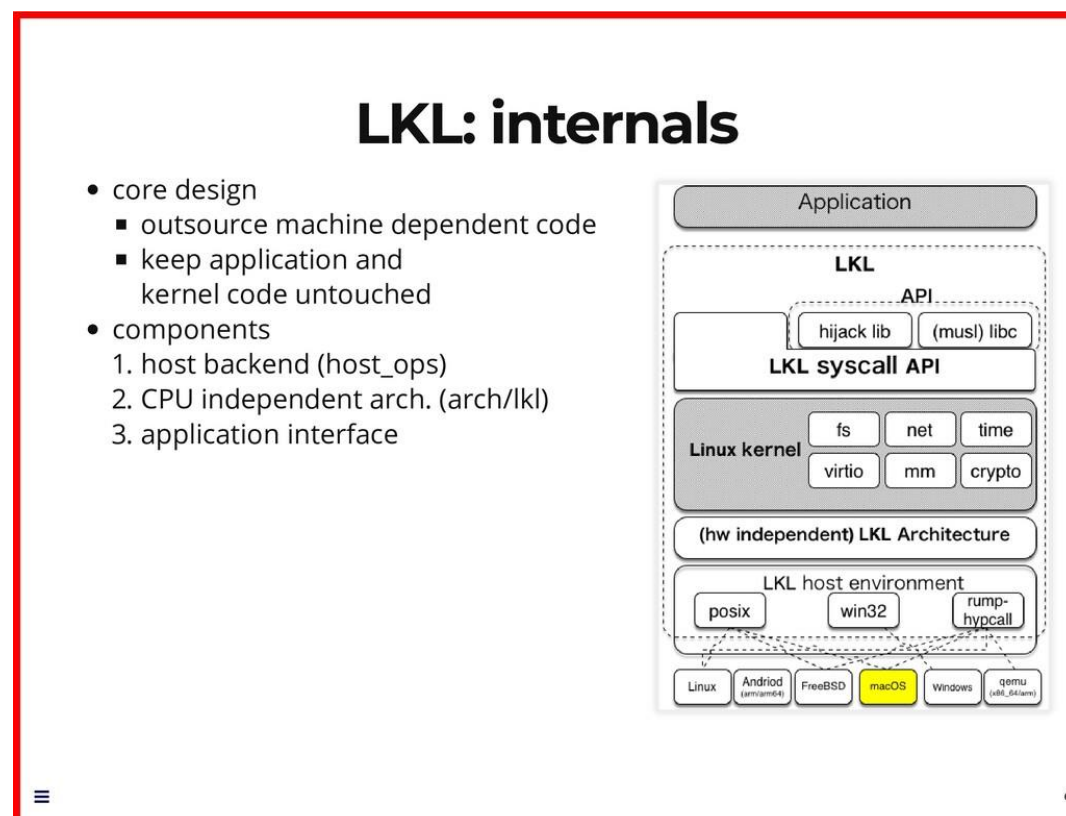 LKL: internals
• core design
▪ outsource machine dependent code
▪ keep application and
kernel code untouched
• components
1. host backend (host_ops)
2. CPU independent arch. (arch/lkl)
3. application interface
Application
LKL
API
hijack lib (musl) libc
LKL syscall API
Linux kernel
fs net time
virtio mm crypto
(hw independent) LKL Architecture
LKL host environment
posix win32 rump-
hypcall
Linux Andriod FreeBSD macOS Windows qemu
(arm/arm64) (x86_64/arm)